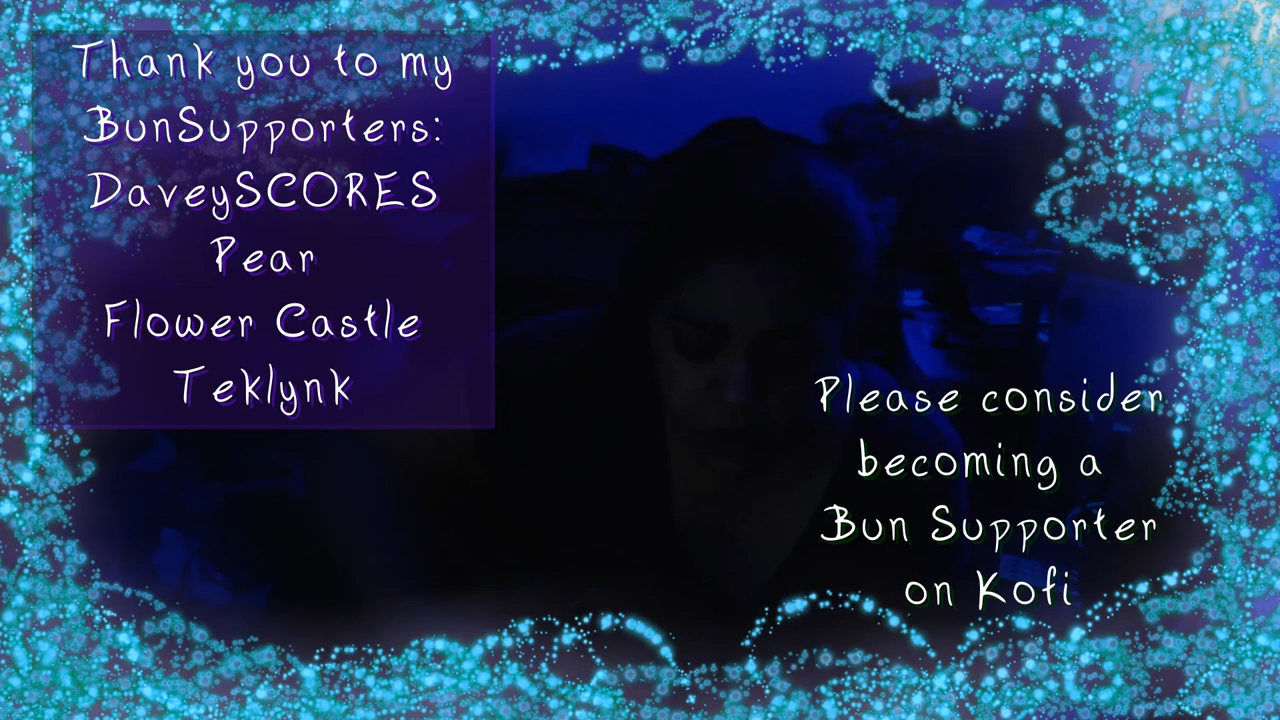 Thank you to my
BunSupporters:
DaveySCORES
Pear
Flower Castle
Teklynk
Please consider
becoming a
Bun Supporter
on Kofi